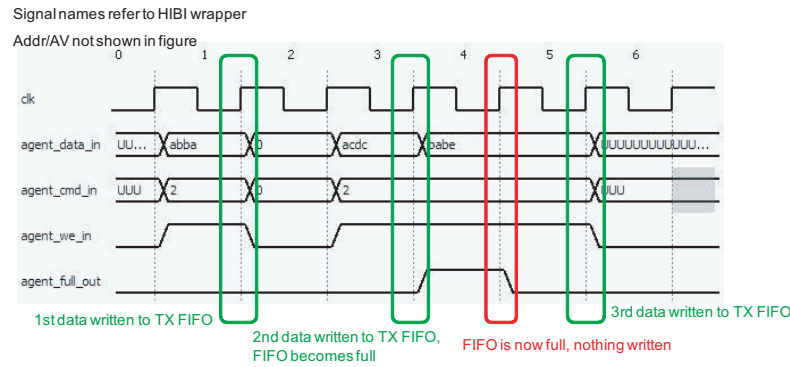 Signal names refer to HIBI wrapper
Addr/AV not shown in figure
0 1 2 3 4 5 6
clk
agent_data_in UU... abba 0 acdc babe UUUUUUUUUUUU...
agent_cmd_in UUU 2 0 2 UUU
agent_we_in
agent_full_out
1st data written to TX FIFO
2nd data written to TX FIFO,
FIFO becomes full
FIFO is now full, nothing written
3rd data written to TX FIFO